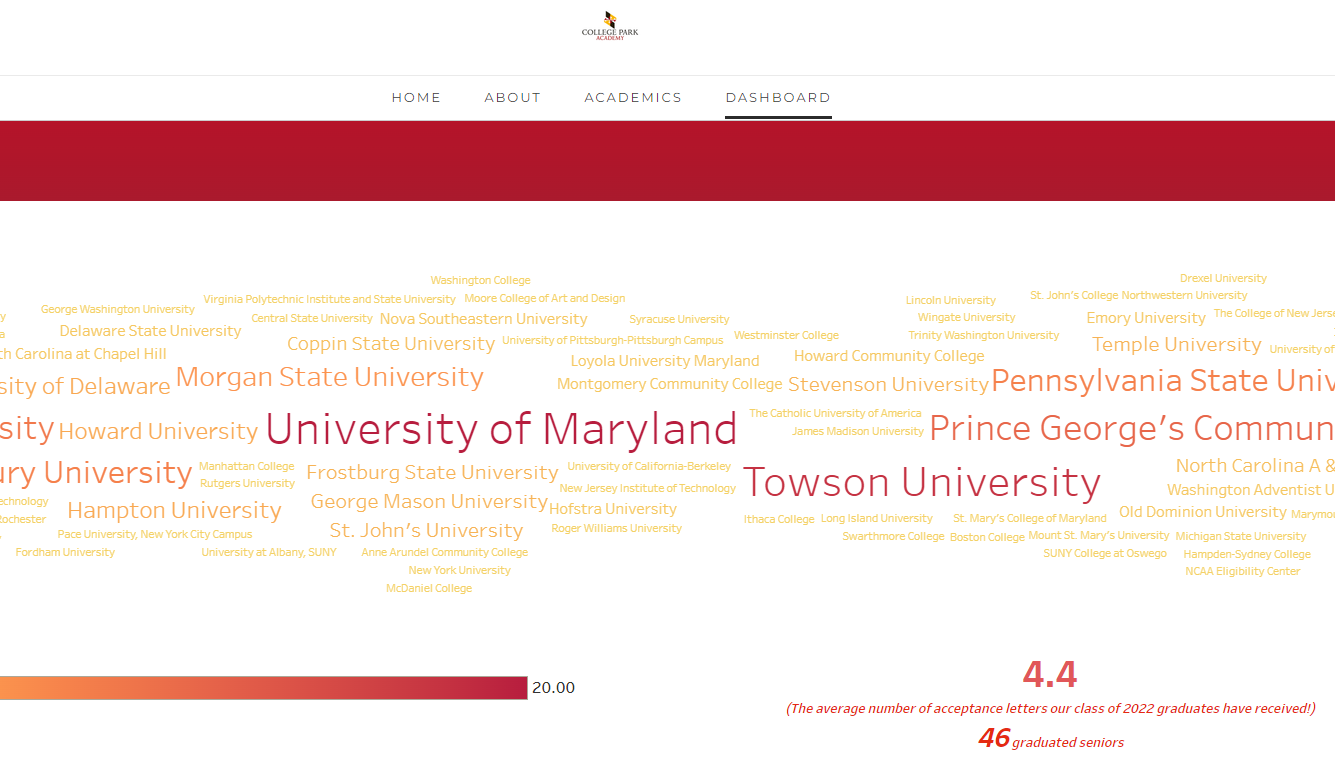 COLLEGE PARK
ACADEMY
HOME ABOUT ACADEMICS DASHBOARD
Washington College
Drexel University
Virginia Polytechnic Institute and State University Moore College of Art and Design
Lincoln University
St. John's College Northwestern University
y George Washington University
Central State University Nova Southeastern University
Syracuse University
Wingate University
Emory University The College of New Jerse
a Delaware State University
Coppin State University University of Pittsburgh-Pittsburgh Campus Westminster College
Trinity Washington University
Temple University University of
th Carolina at Chapel Hill
Loyola University Maryland
Howard Community College
sity of Delaware Morgan State University
Montgomery Community College Stevenson University Pennsylvania State Univ
sity Howard University University of Maryland
The Catholic University of America
James Madison University
Prince George's Commun
ury University Manhattan College
Rutgers University
Frostburg State University University of California-Berkeley
New Jersey Institute of Technology
Towson University
North Carolina A &
Washington Adventist U
echnology
Hampton University
George Mason University Hofstra University
Rochester
St. John's University Roger Williams University
Ithaca College Long Island University St. Mary's College of Maryland Old Dominion University Marymo
Pace University, New York City Campus
Swarthmore College Boston College Mount St. Mary's University Michigan State University
Fordham University University at Albany, SUNY Anne Arundel Community College
SUNY College at Oswego Hampden-Sydney College
New York University
NCAA Eligibility Center
McDaniel College
20.00
4.4
(The average number of acceptance letters our class of 2022 graduates have received!)
46 graduated seniors